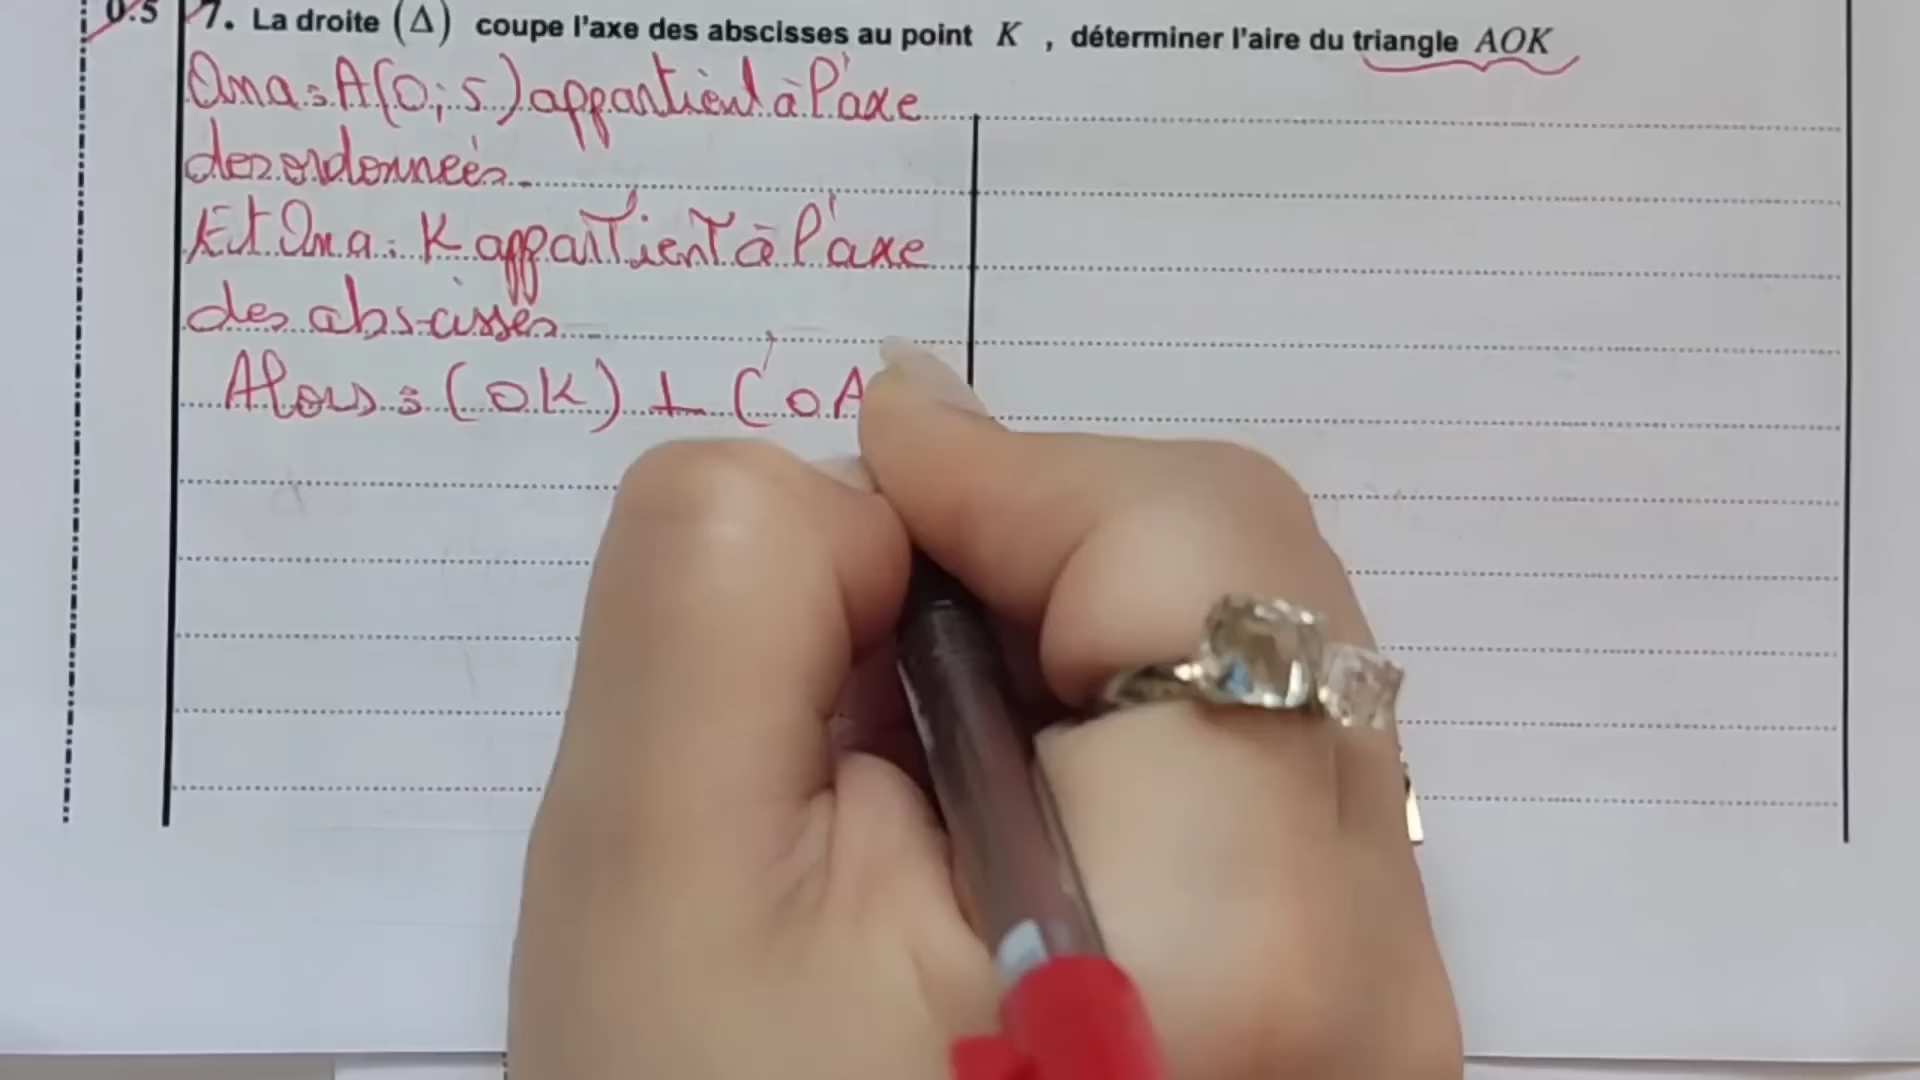 0.5 7. La droite (Δ) coupe l'axe des abscisses au point K , déterminer l'aire du triangle AOK
On a : A(0 ; 5) appartient à l'axe
des ordonneés.
Et On a : K appartient à l'axe
des abscisses
Alors : (OK) ⊥ (OA